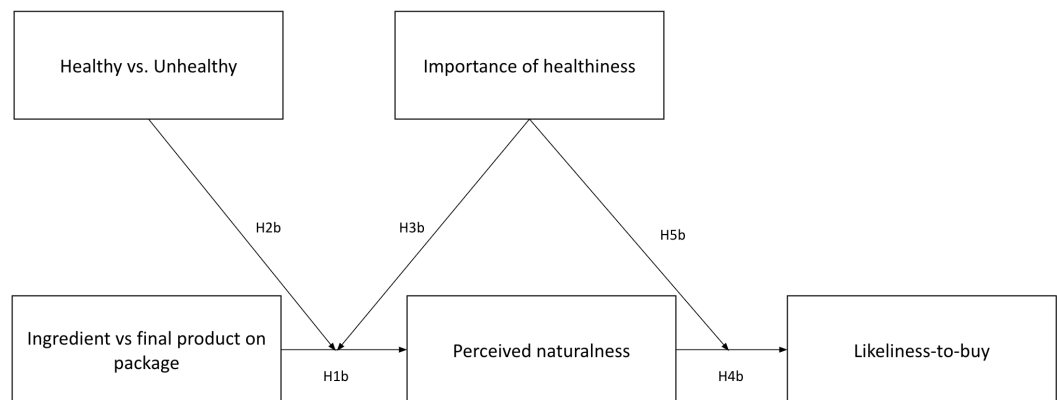 Healthy vs. Unhealthy
Importance of healthiness
H2b
H3b
H5b
Ingredient vs final product on
package
Perceived naturalness
Likeliness-to-buy
H1b
H4b